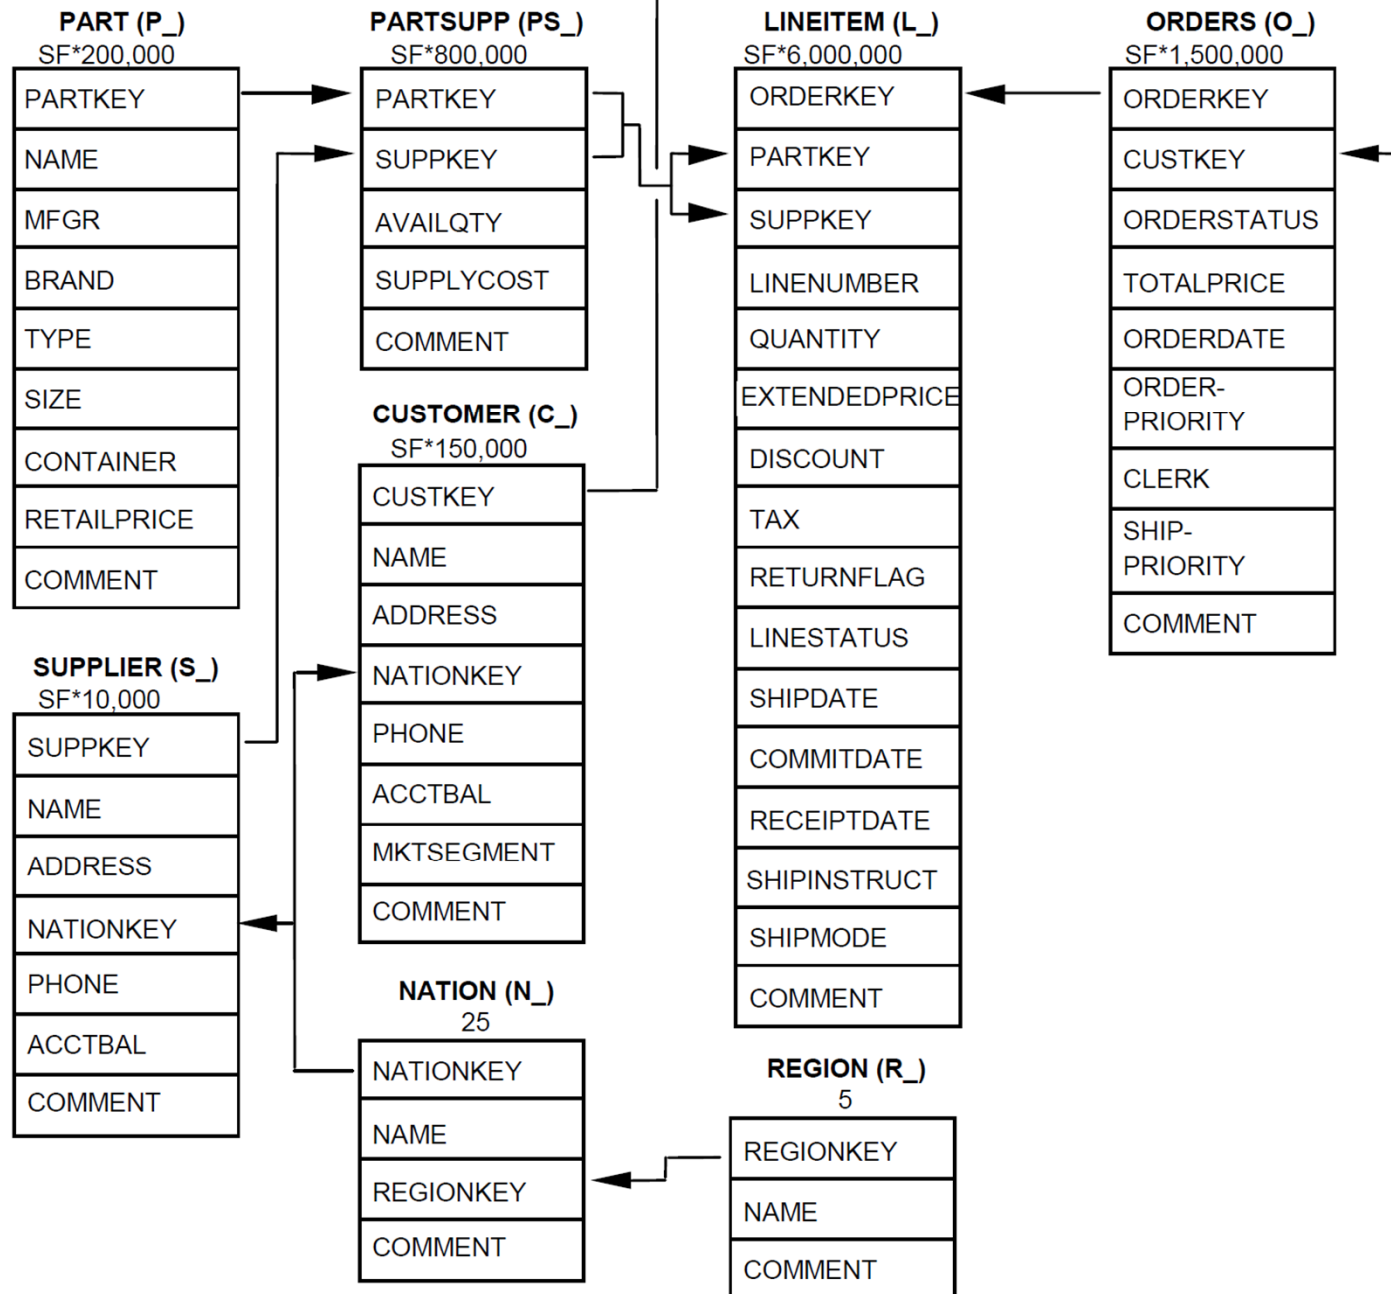 PART (P_)
SF*200,000
PARTKEY
NAME
MFGR
BRAND
TYPE
SIZE
CONTAINER
RETAILPRICE
COMMENT
SUPPLIER (S_)
SF*10,000
SUPPKEY
NAME
ADDRESS
NATIONKEY
PHONE
ACCTBAL
COMMENT
PARTSUPP (PS_)
SF*800,000
PARTKEY
SUPPKEY
AVAILQTY
SUPPLYCOST
COMMENT
CUSTOMER (C_)
SF*150,000
CUSTKEY
NAME
ADDRESS
NATIONKEY
PHONE
ACCTBAL
MKTSEGMENT
COMMENT
NATION (N_)
25
NATIONKEY
NAME
REGIONKEY
COMMENT
LINEITEM (L_)
SF*6,000,000
ORDERKEY
PARTKEY
SUPPKEY
LINENUMBER
QUANTITY
EXTENDEDPRICE
DISCOUNT
TAX
RETURNFLAG
LINESTATUS
SHIPDATE
COMMITDATE
RECEIPTDATE
SHIPINSTRUCT
SHIPMODE
COMMENT
REGION (R_)
5
REGIONKEY
NAME
COMMENT
ORDERS (O_)
SF*1,500,000
ORDERKEY
CUSTKEY
ORDERSTATUS
TOTALPRICE
ORDERDATE
ORDER-
PRIORITY
CLERK
SHIP-
PRIORITY
COMMENT